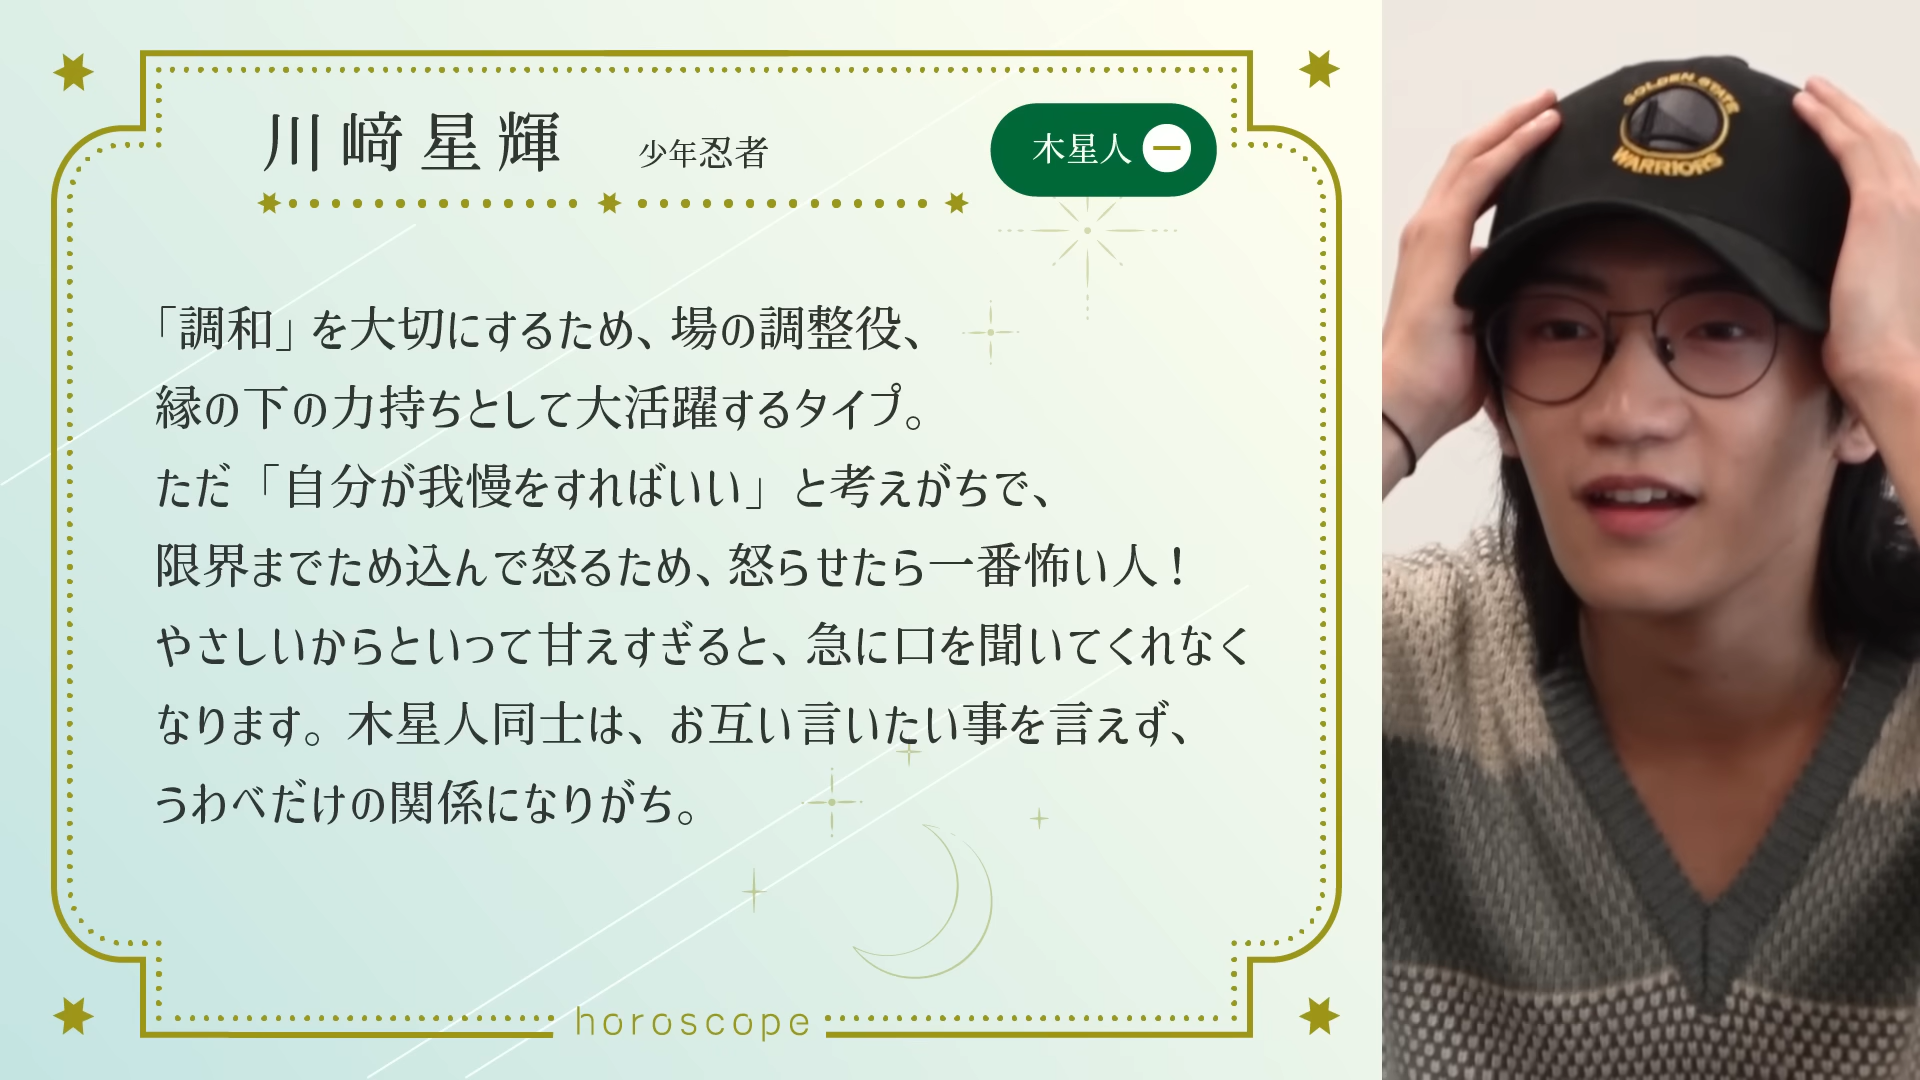 川﨑星輝 少年忍者
木星人 −
「調和」を大切にするため、場の調整役、
縁の下の力持ちとして大活躍するタイプ。
ただ「自分が我慢をすればいい」と考えがちで、
限界までため込んで怒るため、怒らせたら一番怖い人！
やさしいからといって甘えすぎると、急に口を聞いてくれなく
なります。木星人同士は、お互い言いたい事を言えず、
うわべだけの関係になりがち。
horoscope
GOLDEN STATE
WARRIORS